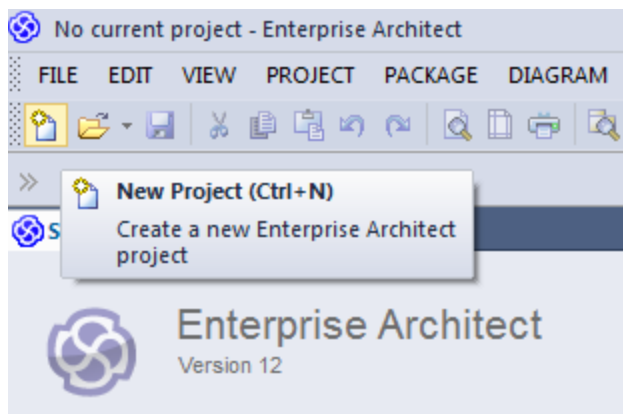 No current project - Enterprise Architect
FILE EDIT VIEW PROJECT PACKAGE DIAGRAM
New Project (Ctrl+N)
Create a new Enterprise Architect
project
S
Enterprise Architect
Version 12